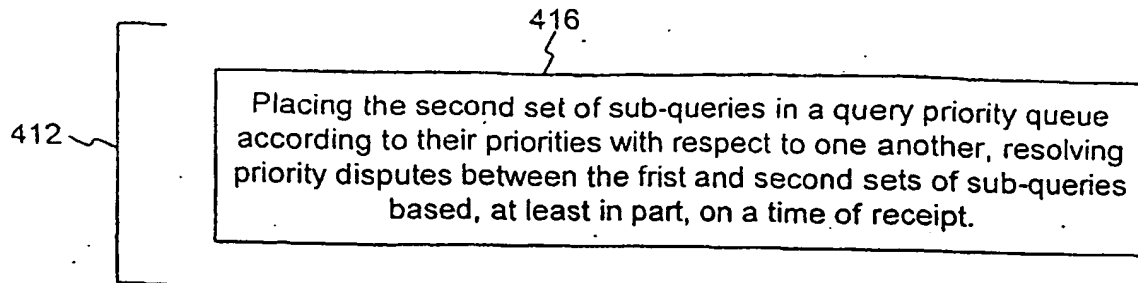 416
412
Placing the second set of sub-queries in a query priority queue
according to their priorities with respect to one another, resolving
priority disputes between the frist and second sets of sub-queries
based, at least in part, on a time of receipt.